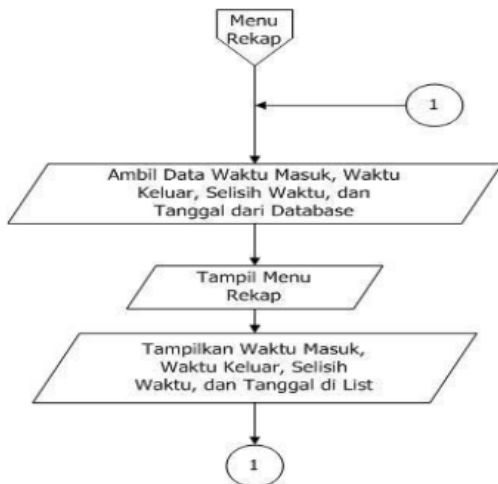 Menu
Rekap
1
Ambil Data Waktu Masuk, Waktu
Keluar, Selisih Waktu, dan
Tanggal dari Database
Tampil Menu
Rekap
Tampilkan Waktu Masuk,
Waktu Keluar, Selisih
Waktu, dan Tanggal di List
1